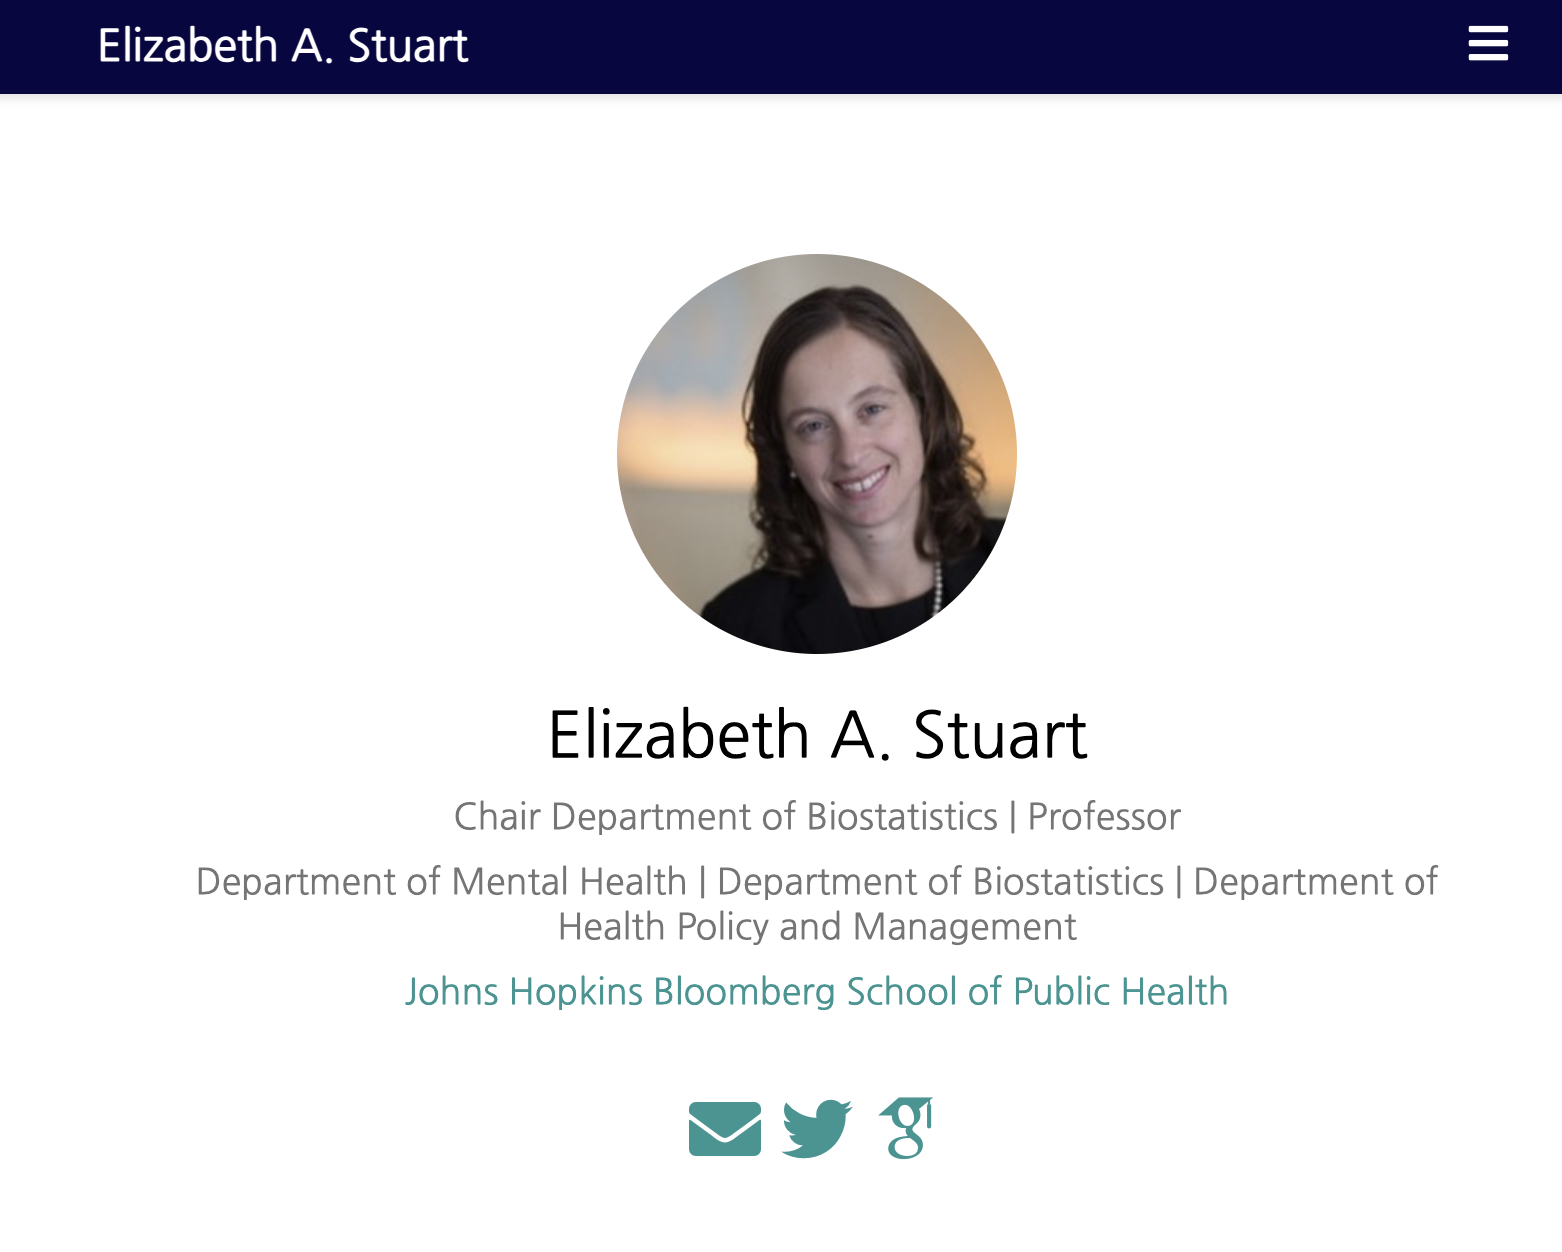 Elizabeth A. Stuart
Elizabeth A. Stuart
Chair Department of Biostatistics | Professor
Department of Mental Health | Department of Biostatistics | Department of
Health Policy and Management
Johns Hopkins Bloomberg School of Public Health